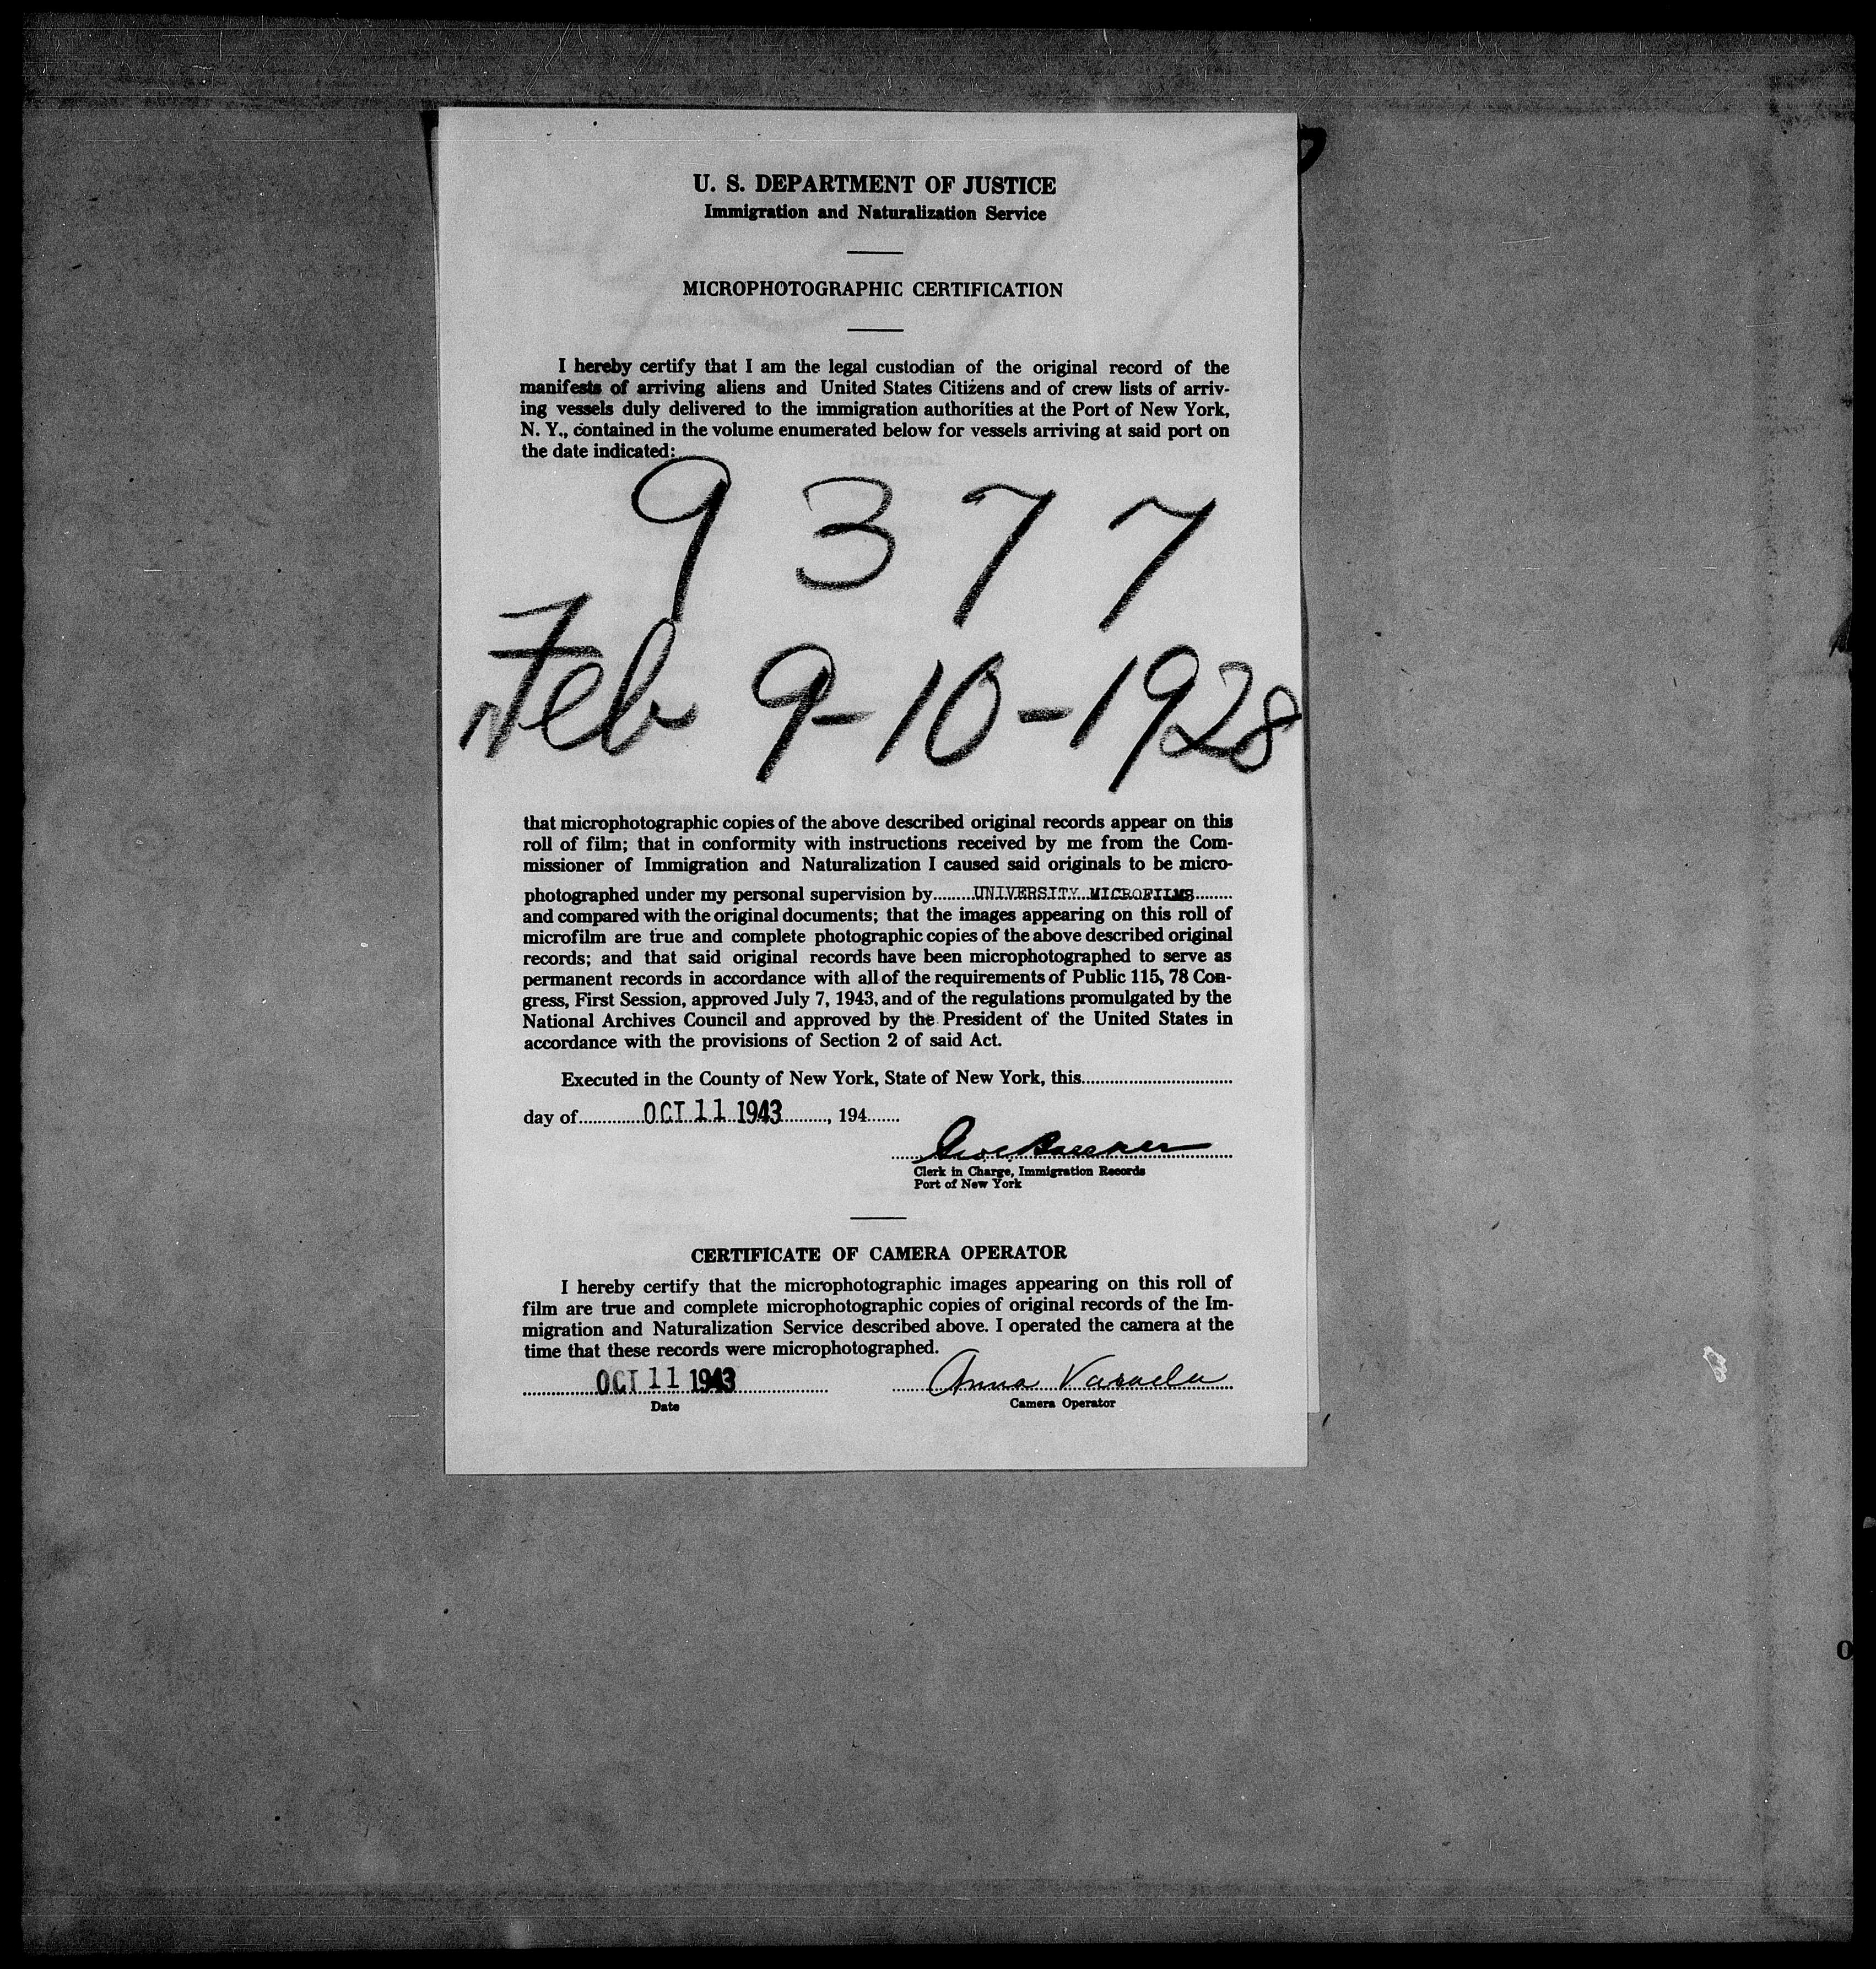 U. S. DEPARTMENT OF JUSTICE
Immigration and Naturalization Service
MICROPHOTOGRAPHIC CERTIFICATION
I hereby certify that I am the legal custodian of the original record of the
manifests of arriving aliens and United States Citizens and of crew lists of arriv-
ing vessels duly delivered to the immigration authorities at the Port of New York,
N. Y., contained in the volume enumerated below for vessels arriving at said port on
the date indicated:
9 3 7 7
Feb 9-10-1928
that microphotographic copies of the above described original records appear on this
roll of film; that in conformity with instructions received by me from the Com-
missioner of Immigration and Naturalization I caused said originals to be micro-
photographed under my personal supervision by........UNIVERSITY MICROFILMS........
and compared with the original documents; that the images appearing on this roll of
microfilm are true and complete photographic copies of the above described original
records; and that said original records have been microphotographed to serve as
permanent records in accordance with all of the requirements of Public 115, 78 Con-
gress, First Session, approved July 7, 1943, and of the regulations promulgated by the
National Archives Council and approved by the President of the United States in
accordance with the provisions of Section 2 of said Act.
Executed in the County of New York, State of New York, this................................
day of..............OCT 11 1943.........., 194.......
Clerk in Charge, Immigration Records
Port of New York
CERTIFICATE OF CAMERA OPERATOR
I hereby certify that the microphotographic images appearing on this roll of
film are true and complete microphotographic copies of original records of the Im-
migration and Naturalization Service described above. I operated the camera at the
time that these records were microphotographed.
OCT 11 1943 Anna
Date Camera Operator